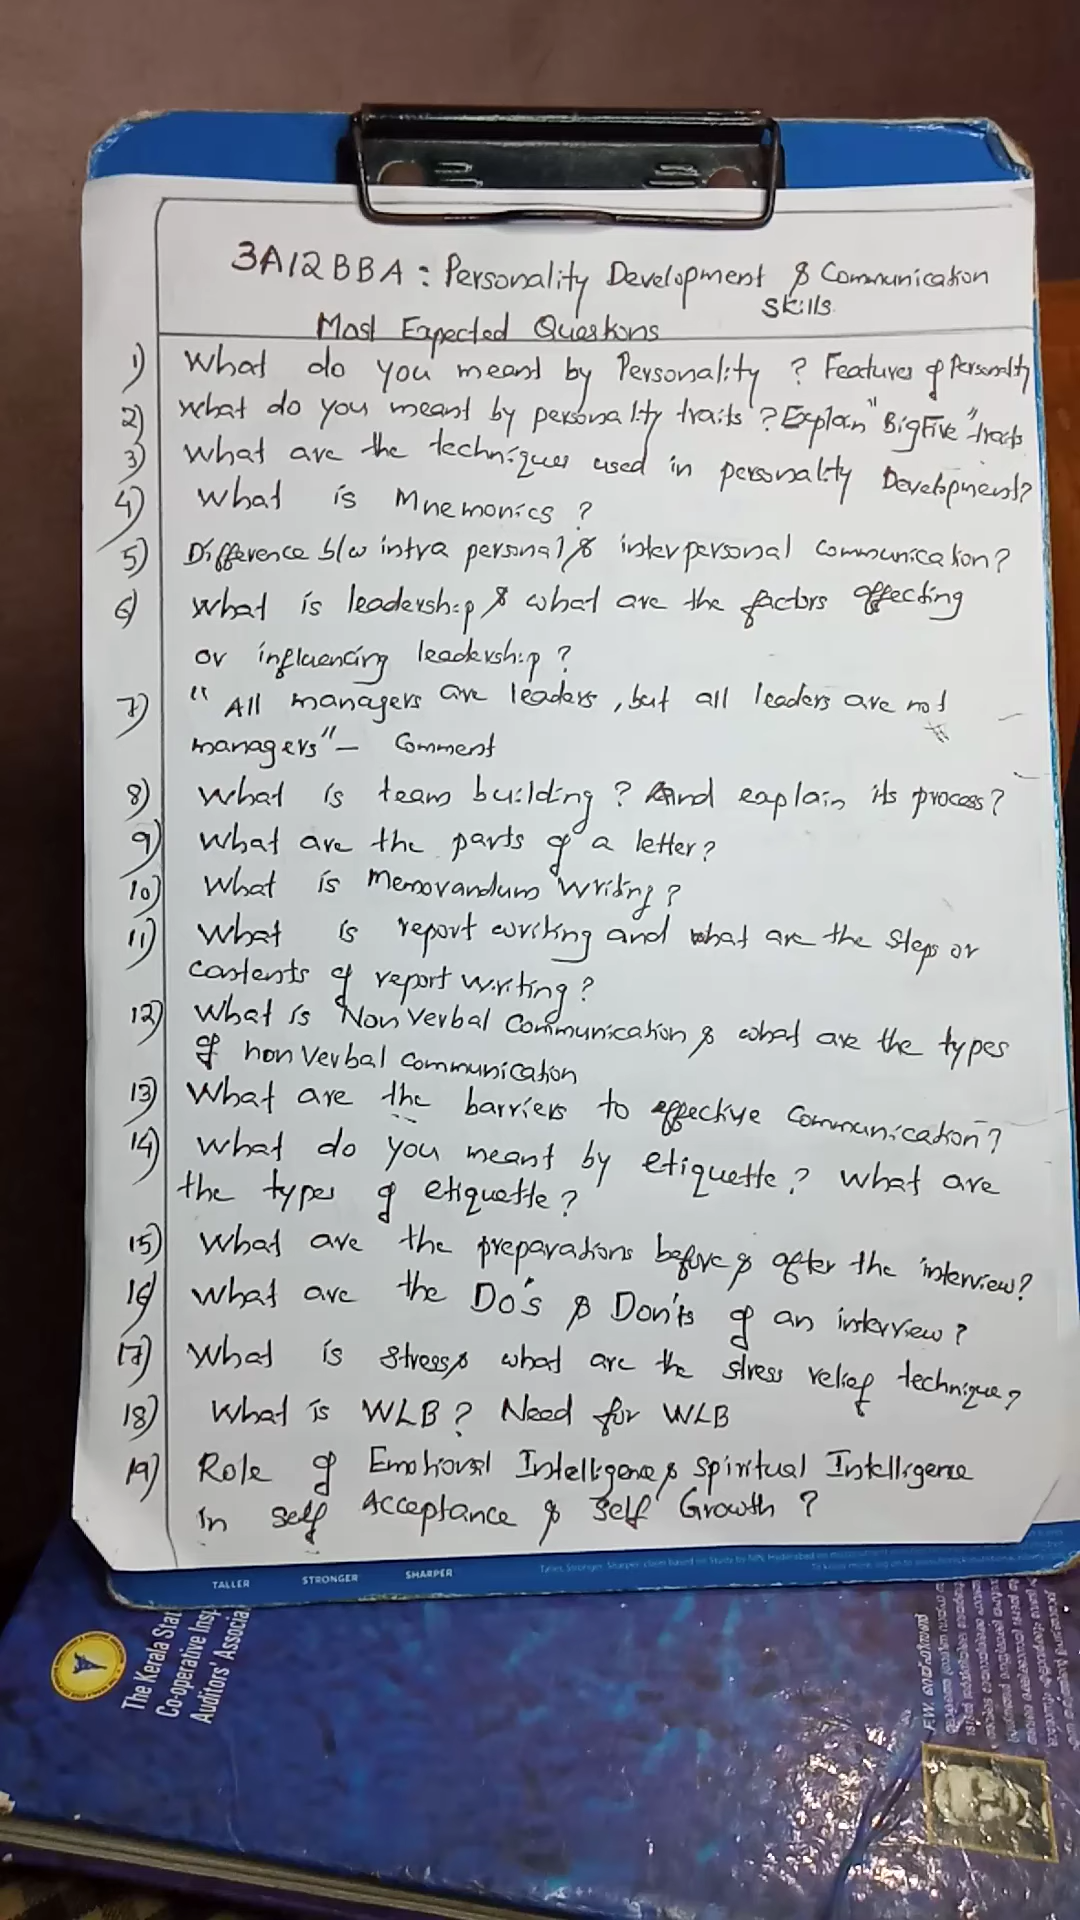 3A12BBA : Personality Development & Communication
Skills
Most Expected Questions
1) What do you meant by Personality ? Features of Personality
2) What do you meant by personality traits ? Explain "Big Five" traits
3) What are the techniques used in personality Development?
4) What is Mnemonics ?
5) Difference b/w intra personal & interpersonal communication?
6) What is leadership & what are the factors affecting
or influencing leadership ?
7) "All managers are leaders, but all leaders are not
managers" - Comment
8) What is team building ? And explain its process?
9) What are the parts of a letter?
10) What is Memorandum Writing?
11) What is report writing and what are the steps or
contents of report writing?
12) What is Non Verbal Communication & what are the types
of non Verbal communication
13) What are the barriers to effective communication?
14) What do you meant by etiquette? What are
the types of etiquette?
15) What are the preparations before & after the interview?
16) What are the Do's & Don'ts of an interview?
17) What is stress & what are the stress relief technique?
18) What is WLB? Need for WLB
19) Role of Emotional Intelligence & Spiritual Intelligence
In self Acceptance & Self Growth ?
TALLER STRONGER SHARPER
The Kerala Stat
Co-operative Insp
Auditors' Associa